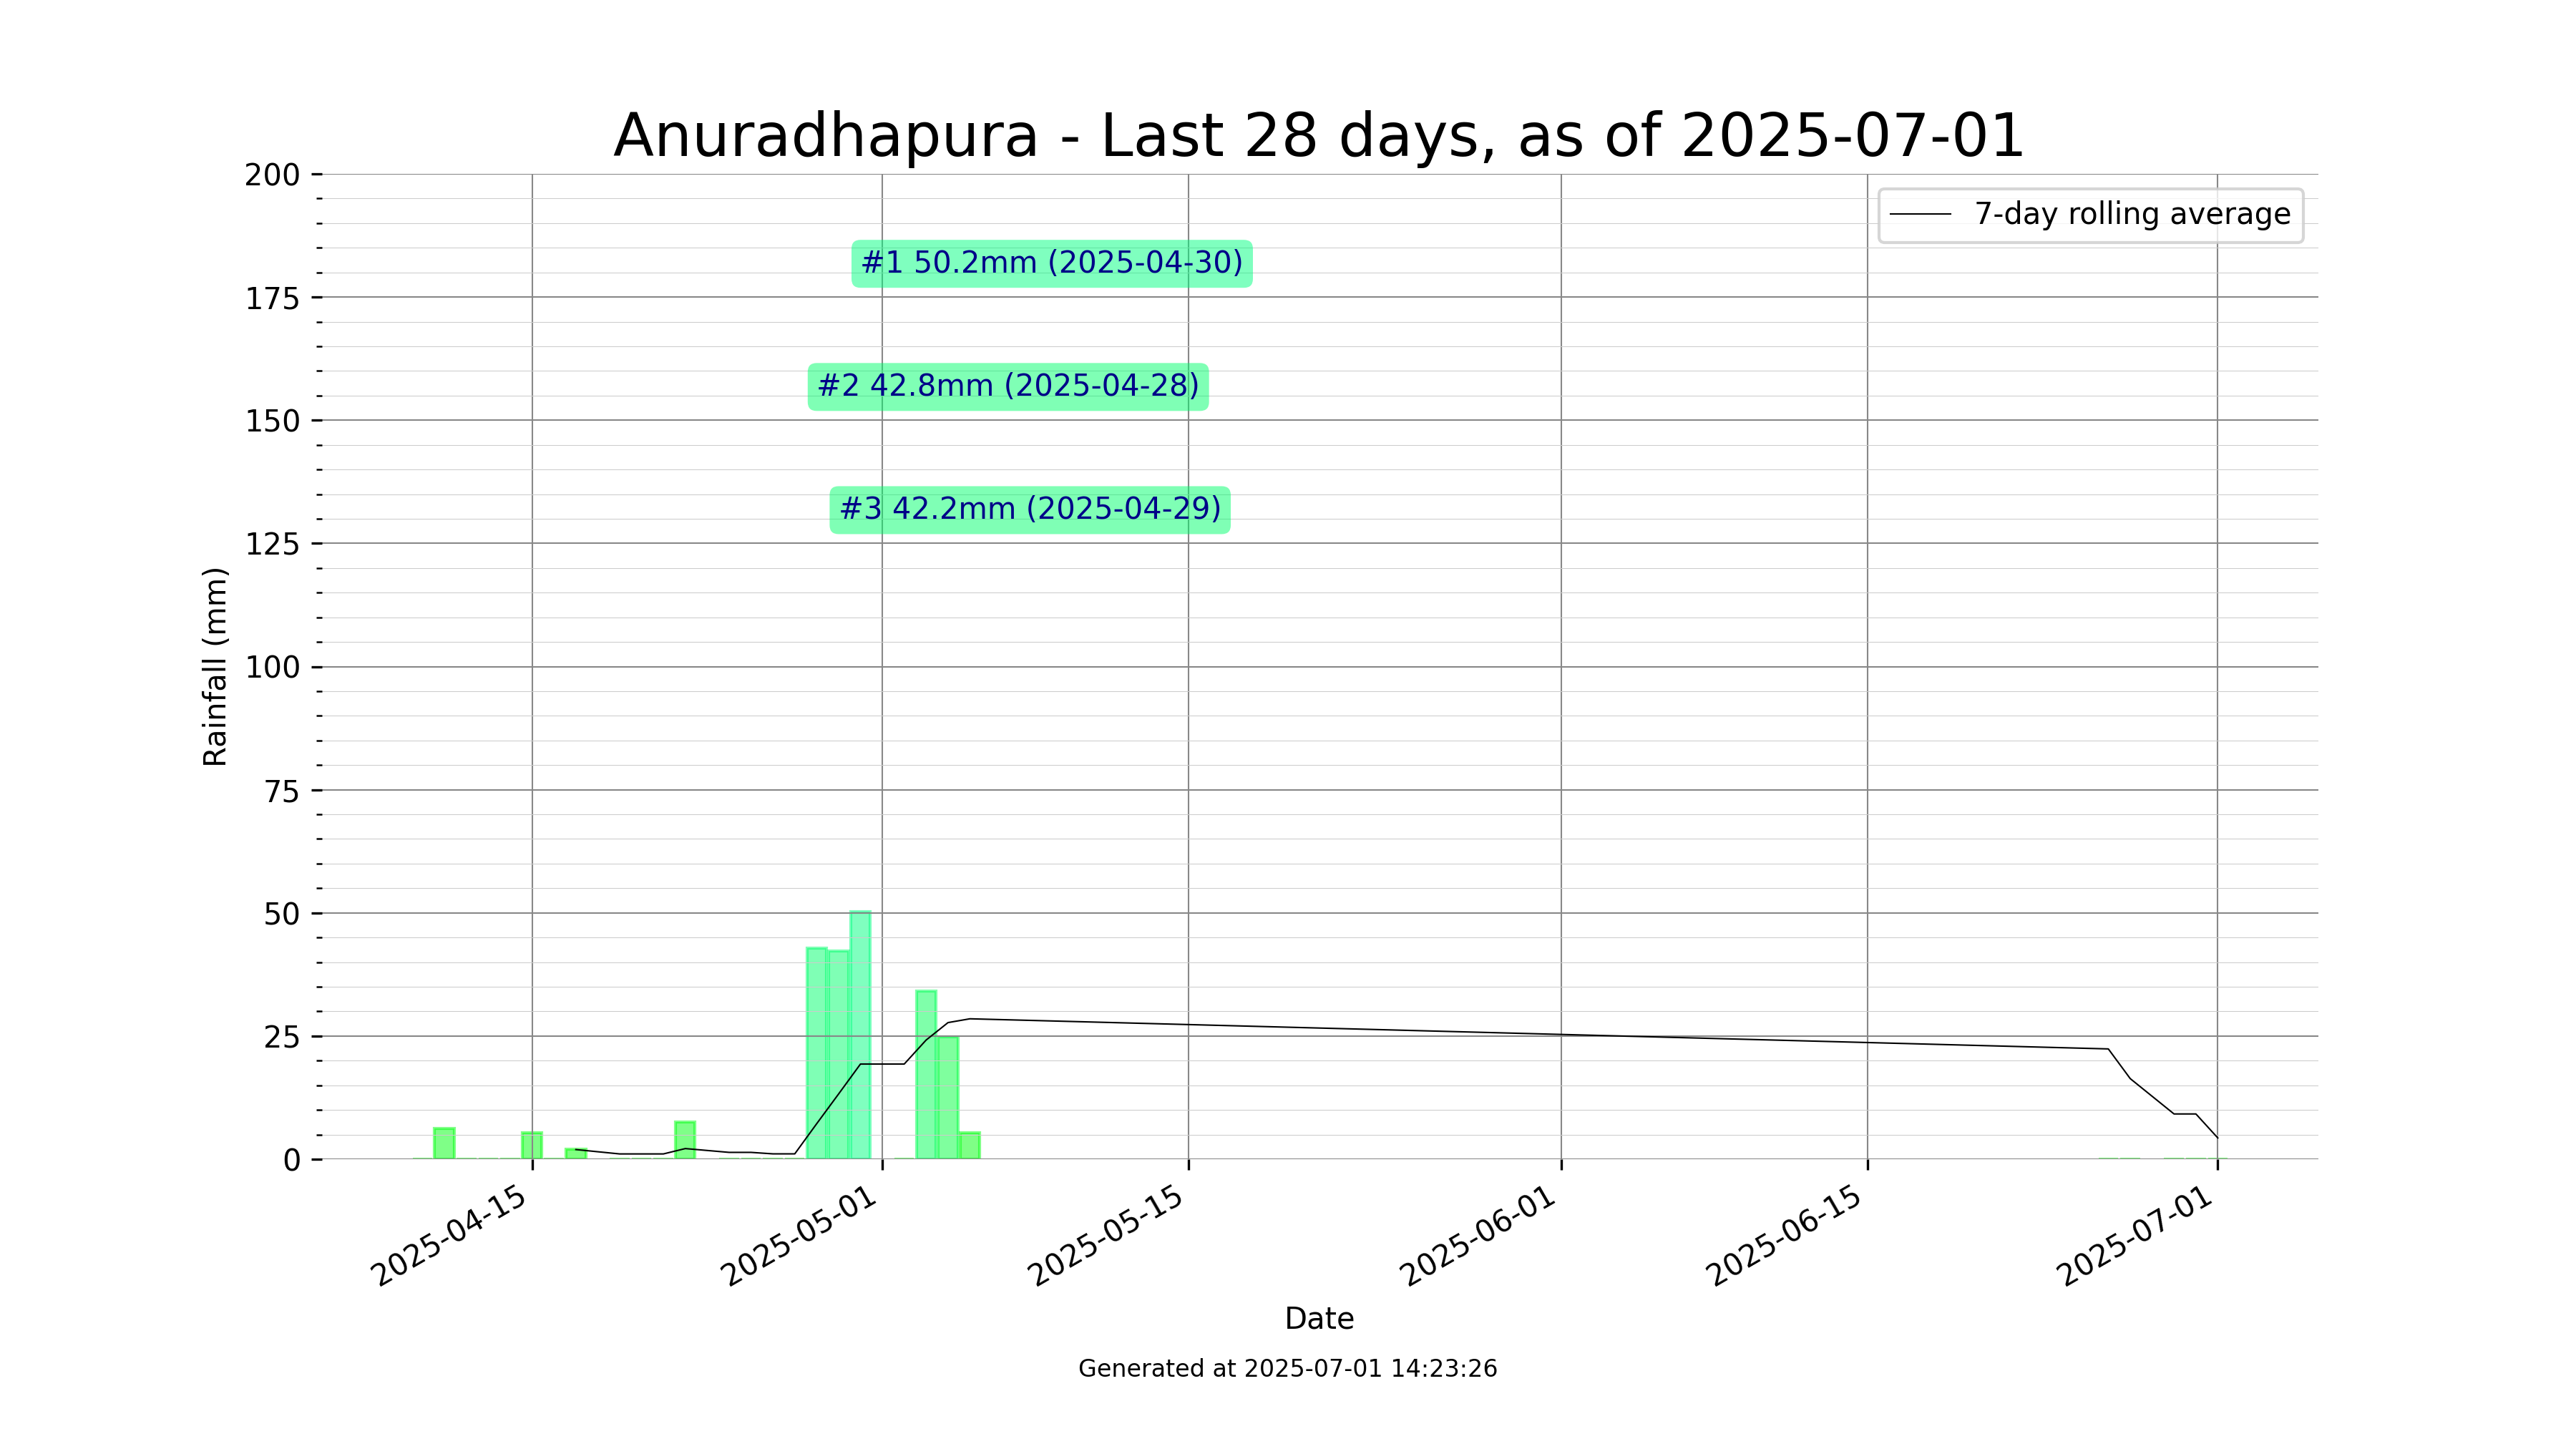 Anuradhapura - Last 28 days, as of 2025-07-01
7-day rolling average
#1 50.2mm (2025-04-30)
#2 42.8mm (2025-04-28)
#3 42.2mm (2025-04-29)
Rainfall (mm)
200
175
150
125
100
75
50
25
0
2025-04-15
2025-05-01
2025-05-15
2025-06-01
2025-06-15
2025-07-01
Date
Generated at 2025-07-01 14:23:26